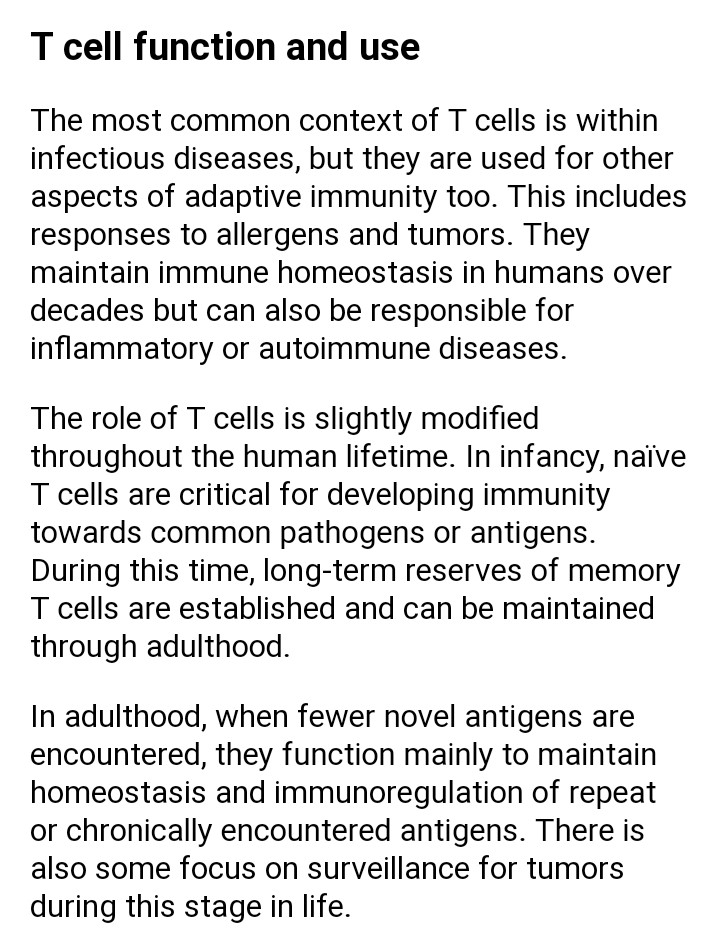 T cell function and use
The most common context of T cells is within
infectious diseases, but they are used for other
aspects of adaptive immunity too. This includes
responses to allergens and tumors. They
maintain immune homeostasis in humans over
decades but can also be responsible for
inflammatory or autoimmune diseases.
The role of T cells is slightly modified
throughout the human lifetime. In infancy, naïve
T cells are critical for developing immunity
towards common pathogens or antigens.
During this time, long-term reserves of memory
T cells are established and can be maintained
through adulthood.
In adulthood, when fewer novel antigens are
encountered, they function mainly to maintain
homeostasis and immunoregulation of repeat
or chronically encountered antigens. There is
also some focus on surveillance for tumors
during this stage in life.